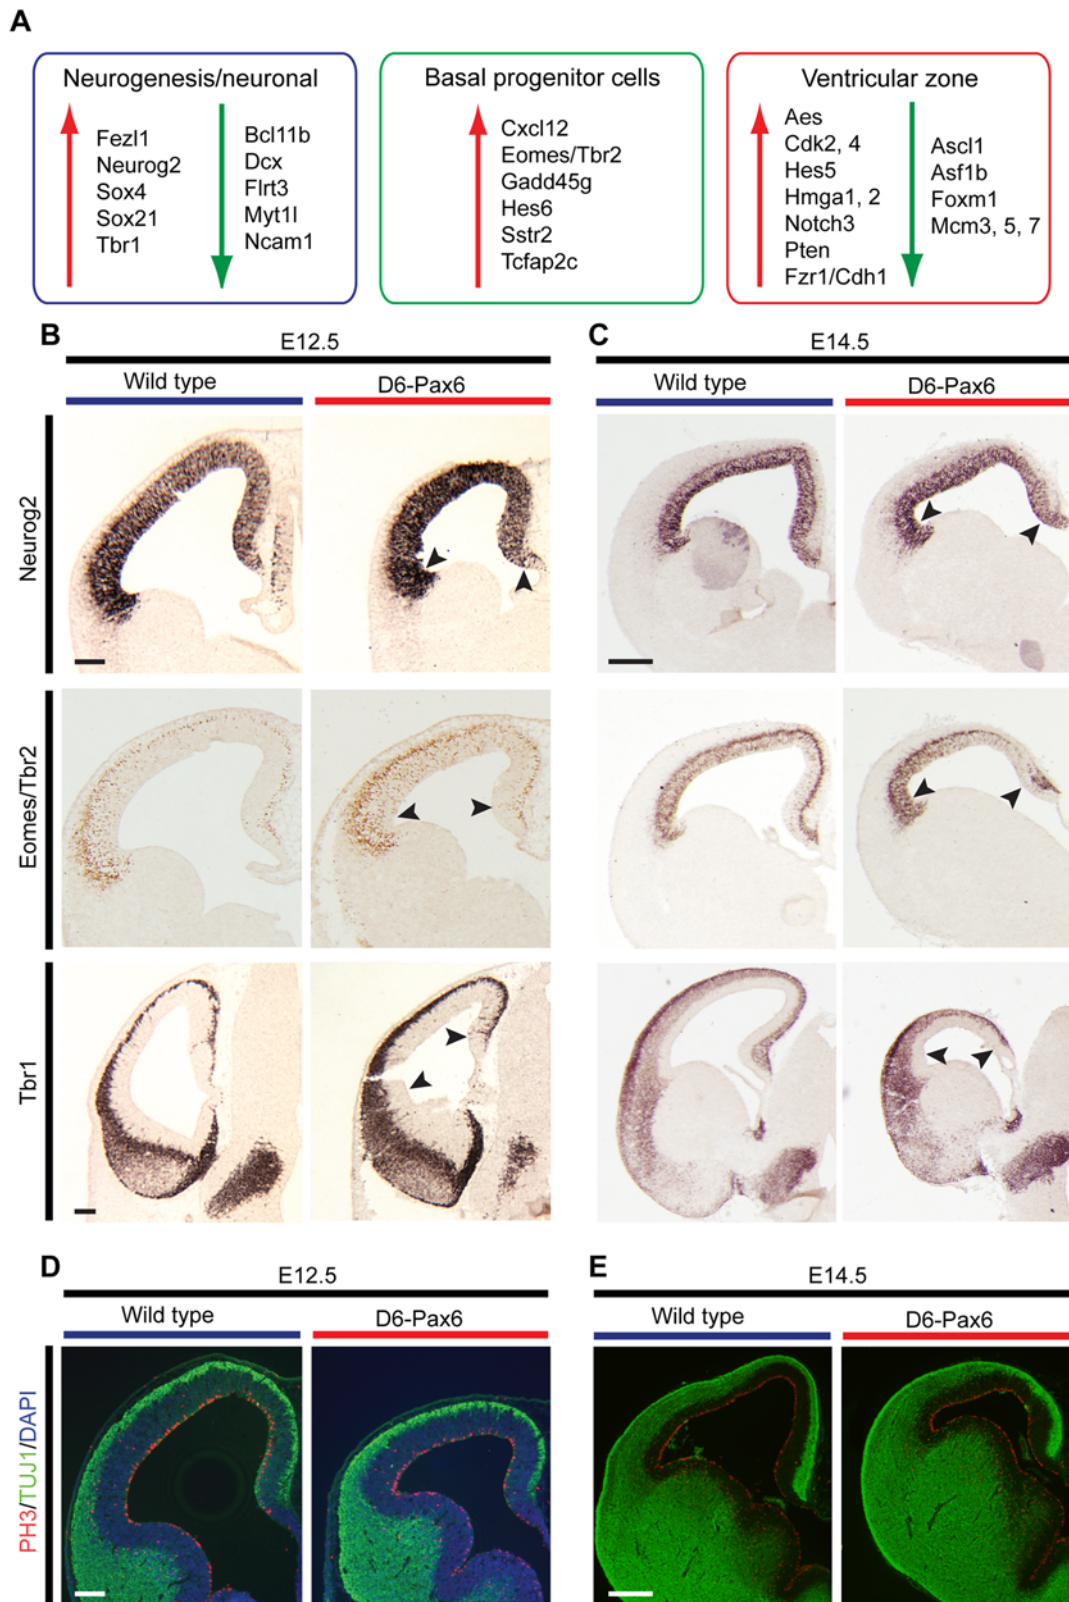 A
Neurogenesis/neuronal
Fezl1
Neurog2
Sox4
Sox21
Tbr1
Bcl11b
Dcx
Flrt3
Myt1l
Ncam1
Basal progenitor cells
Cxcl12
Eomes/Tbr2
Gadd45g
Hes6
Sstr2
Tcfap2c
Ventricular zone
Aes
Cdk2, 4
Hes5
Hmga1, 2
Notch3
Pten
Fzr1/Cdh1
Ascl1
Asf1b
Foxm1
Mcm3, 5, 7
B
E12.5
Wild type
D6-Pax6
C
E14.5
Wild type
D6-Pax6
Neurog2
Eomes/Tbr2
Tbr1
D
E12.5
Wild type
D6-Pax6
E
E14.5
Wild type
D6-Pax6
PH3/TUJ1/DAPI